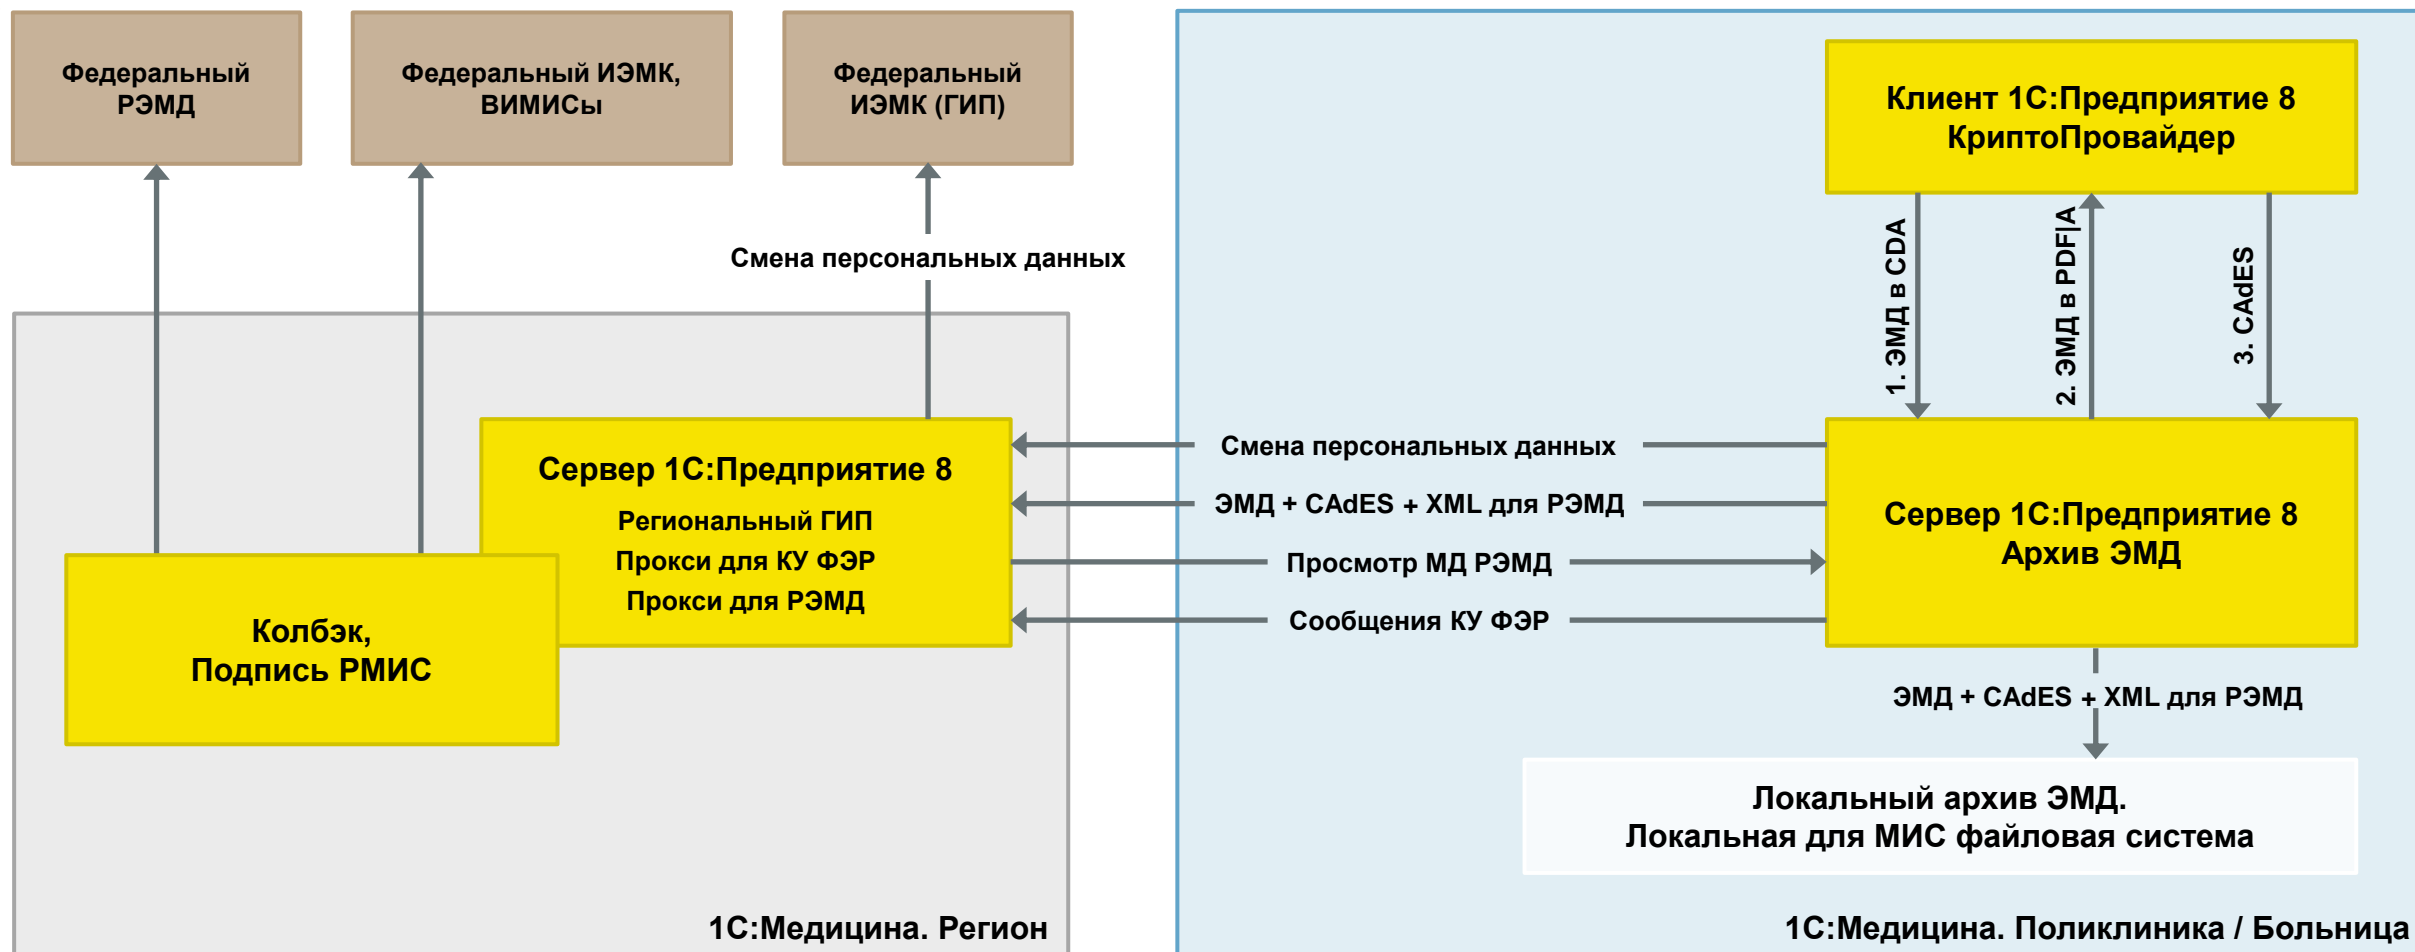 Федеральный
РЭМД
Федеральный ИЭМК,
ВИМИСы
Федеральный
ИЭМК (ГИП)
Смена персональных данных
Сервер 1С:Предприятие 8
Региональный ГИП
Прокси для КУ ФЭР
Прокси для РЭМД
Колбэк,
Подпись РМИС
1С:Медицина. Регион
Смена персональных данных
ЭМД + CAdES + XML для РЭМД
Просмотр МД РЭМД
Сообщения КУ ФЭР
Клиент 1С:Предприятие 8
КриптоПровайдер
1. ЭМД в CDA
2. ЭМД в PDF|A
3. CAdES
Сервер 1С:Предприятие 8
Архив ЭМД
ЭМД + CAdES + XML для РЭМД
Локальный архив ЭМД.
Локальная для МИС файловая система
1С:Медицина. Поликлиника / Больница